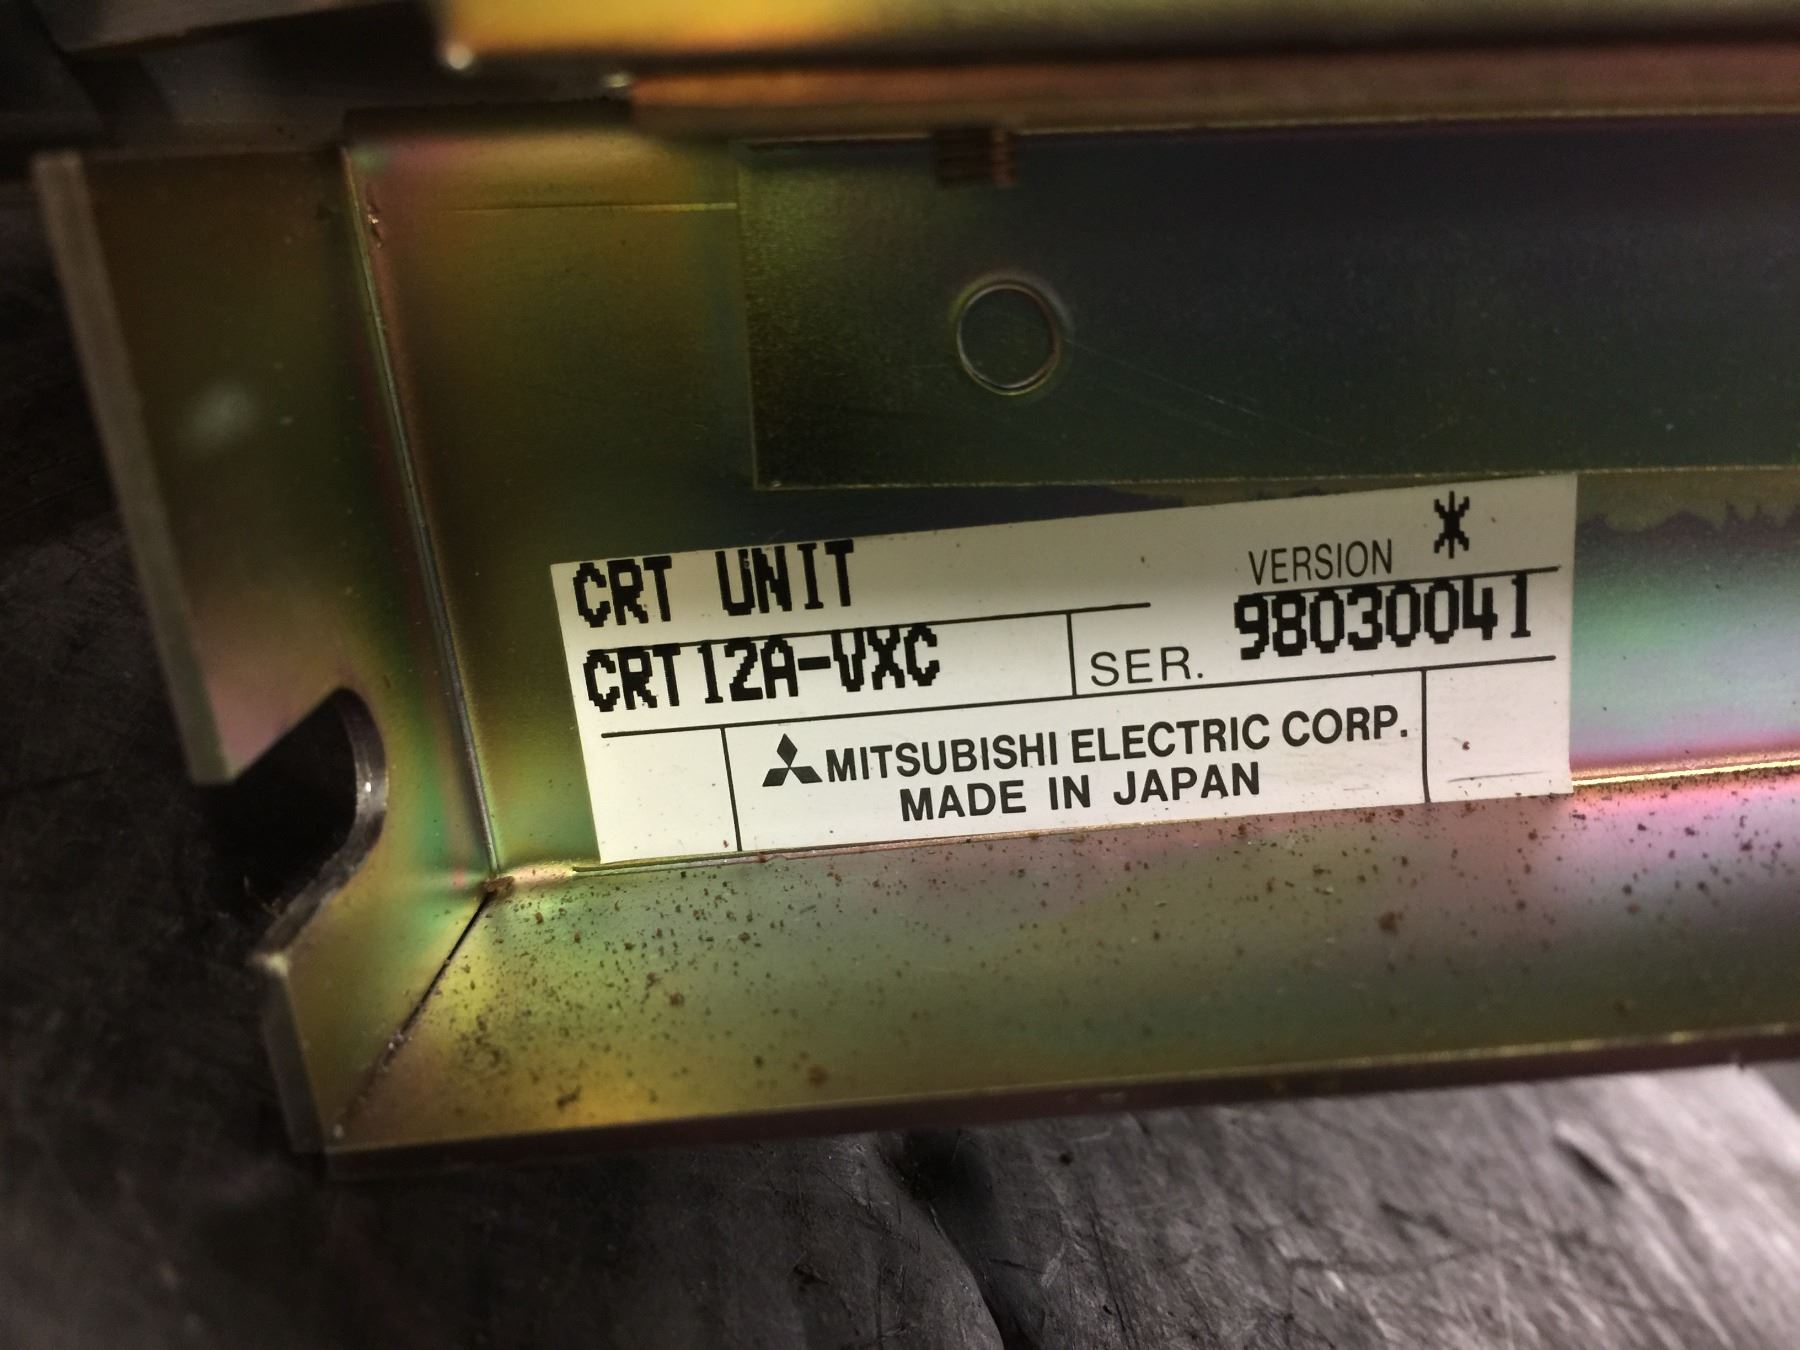 CRT UNIT
VERSION *
CRT12A-VXC
SER. 98030041
MITSUBISHI ELECTRIC CORP.
MADE IN JAPAN